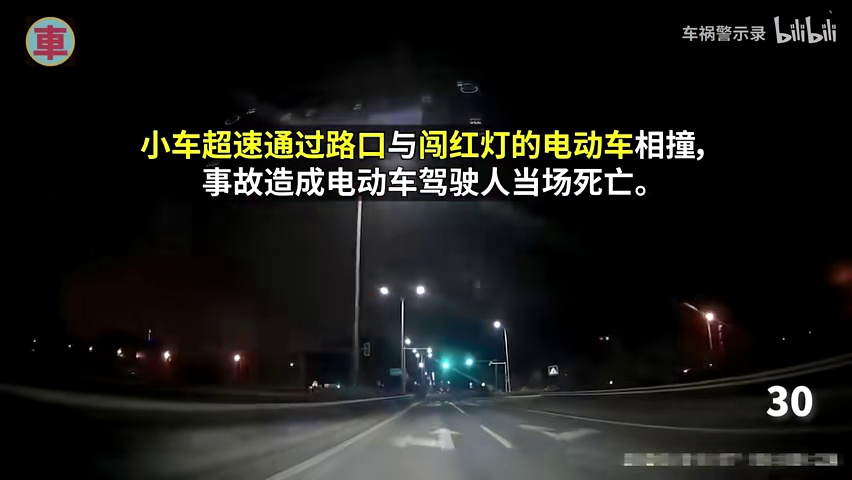 車
车祸警示录 bilibili
小车超速通过路口与闯红灯的电动车相撞，
事故造成电动车驾驶人当场死亡。
30